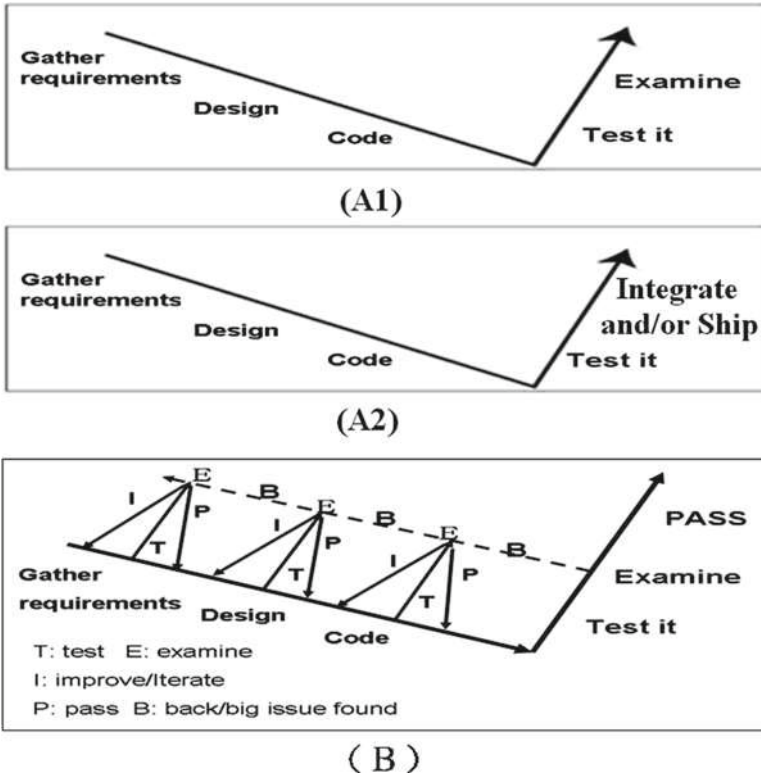 Gather
requirements
Design
Code
Examine
Test it
(A1)
Gather
requirements
Design
Code
Integrate
and/or Ship
Test it
(A2)
E
B
E
B
E
B
I
P
T
I
P
T
I
P
T
PASS
Gather
requirements
Design
Code
Examine
Test it
T: test E: examine
I: improve/Iterate
P: pass B: back/big issue found
( B )